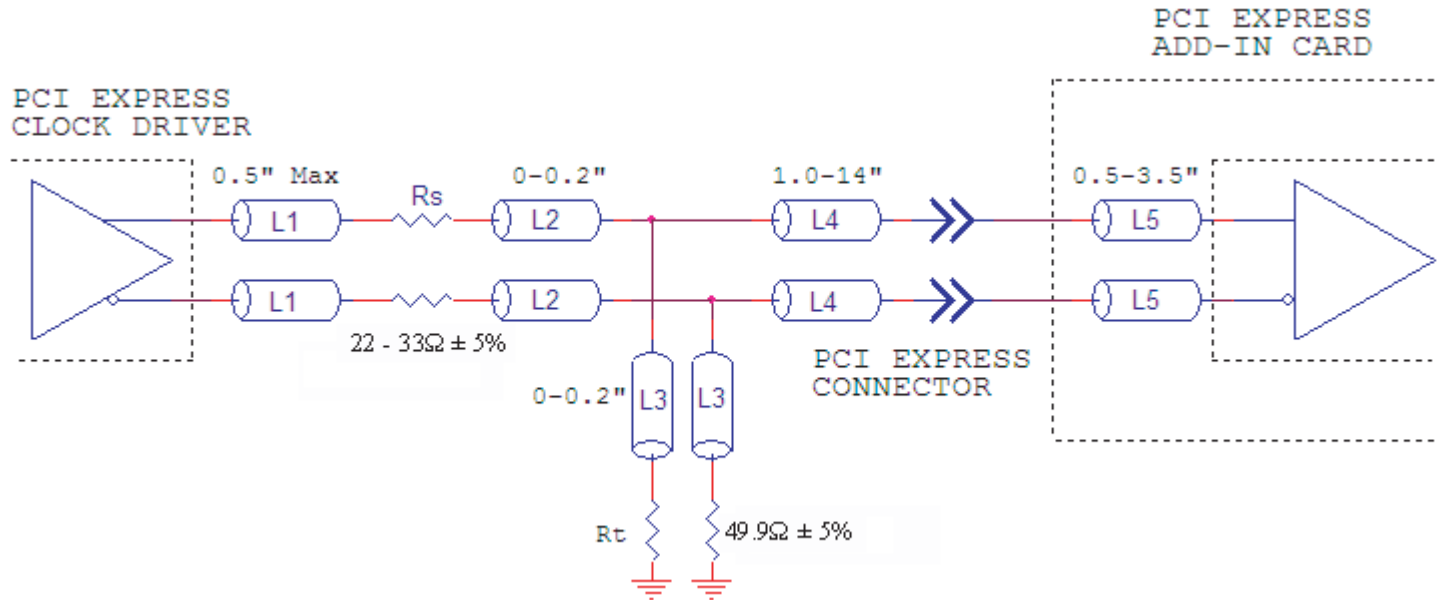 PCI EXPRESS
ADD-IN CARD
PCI EXPRESS
CLOCK DRIVER
0.5" Max
Rs
0-0.2"
1.0-14"
0.5-3.5"
L1
L2
L4
L5
L1
L2
L4
L5
22 - 33Ω ± 5%
PCI EXPRESS
CONNECTOR
0-0.2"
L3
L3
Rt
49.9Ω ± 5%